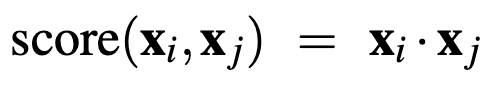 score(𝐱ᵢ, 𝐱ⱼ) = 𝐱ᵢ · 𝐱ⱼ